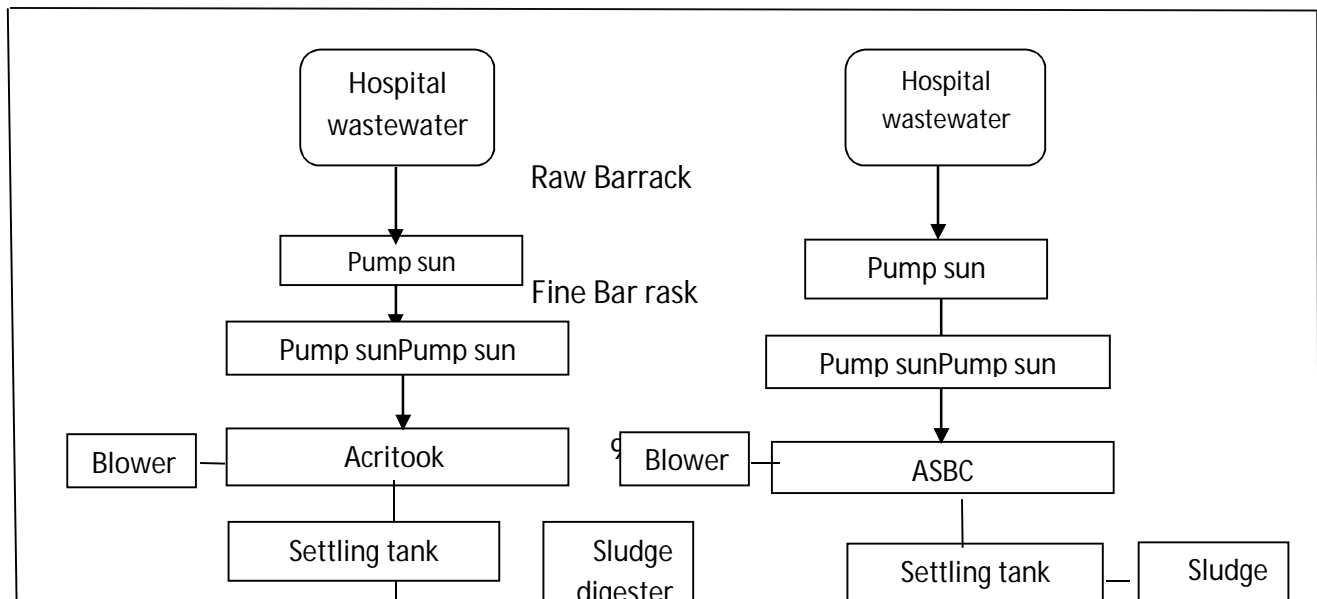 Hospital
wastewater
Hospital
wastewater
Raw Barrack
Pump sun
Pump sun
Fine Bar rask
Pump sunPump sun
Pump sunPump sun
Blower
Acritook
Blower
ASBC
Settling tank
Sludge
digester
Settling tank
Sludge